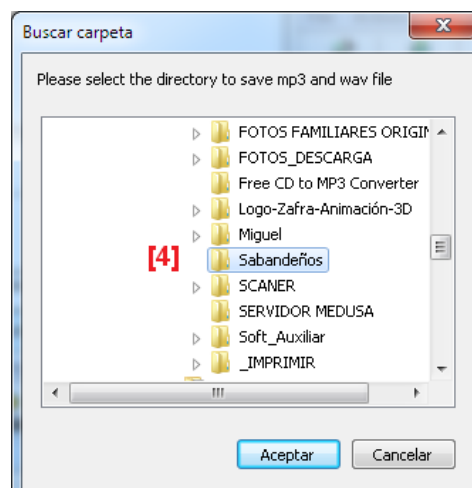 Buscar carpeta
Please select the directory to save mp3 and wav file
FOTOS FAMILIARES ORIGIN
FOTOS_DESCARGA
Free CD to MP3 Converter
Logo-Zafra-Animación-3D
Miguel
[4] Sabandeños
SCANER
SERVIDOR MEDUSA
Soft_Auxiliar
_IMPRIMIR
Aceptar Cancelar